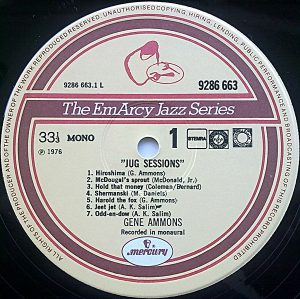 ALL RIGHTS OF THE PRODUCER AND OF THE OWNER OF THE WORK REPRODUCED RESERVED. UNAUTHORISED COPYING, HIRING, LENDING, PUBLIC PERFORMANCE AND BROADCASTING OF THIS RECORD PROHIBITED
9286 663.1 L
9286 663
The EmArcy Jazz Series
33⅓ MONO
1
STEMRA
℗ 1976
"JUG SESSIONS"
1. Hiroshima (G. Ammons)
2. McDougal's sprout (McDonald, Jr.)
3. Hold that money (Coleman/Bernard)
4. Shermanski (M. Daniels)
5. Harold the fox (G. Ammons)
6. Jeet jet (A. K. Salim)
7. Odd-en-dow (A. K. Salim)
GENE AMMONS
Recorded in monaural
mercury